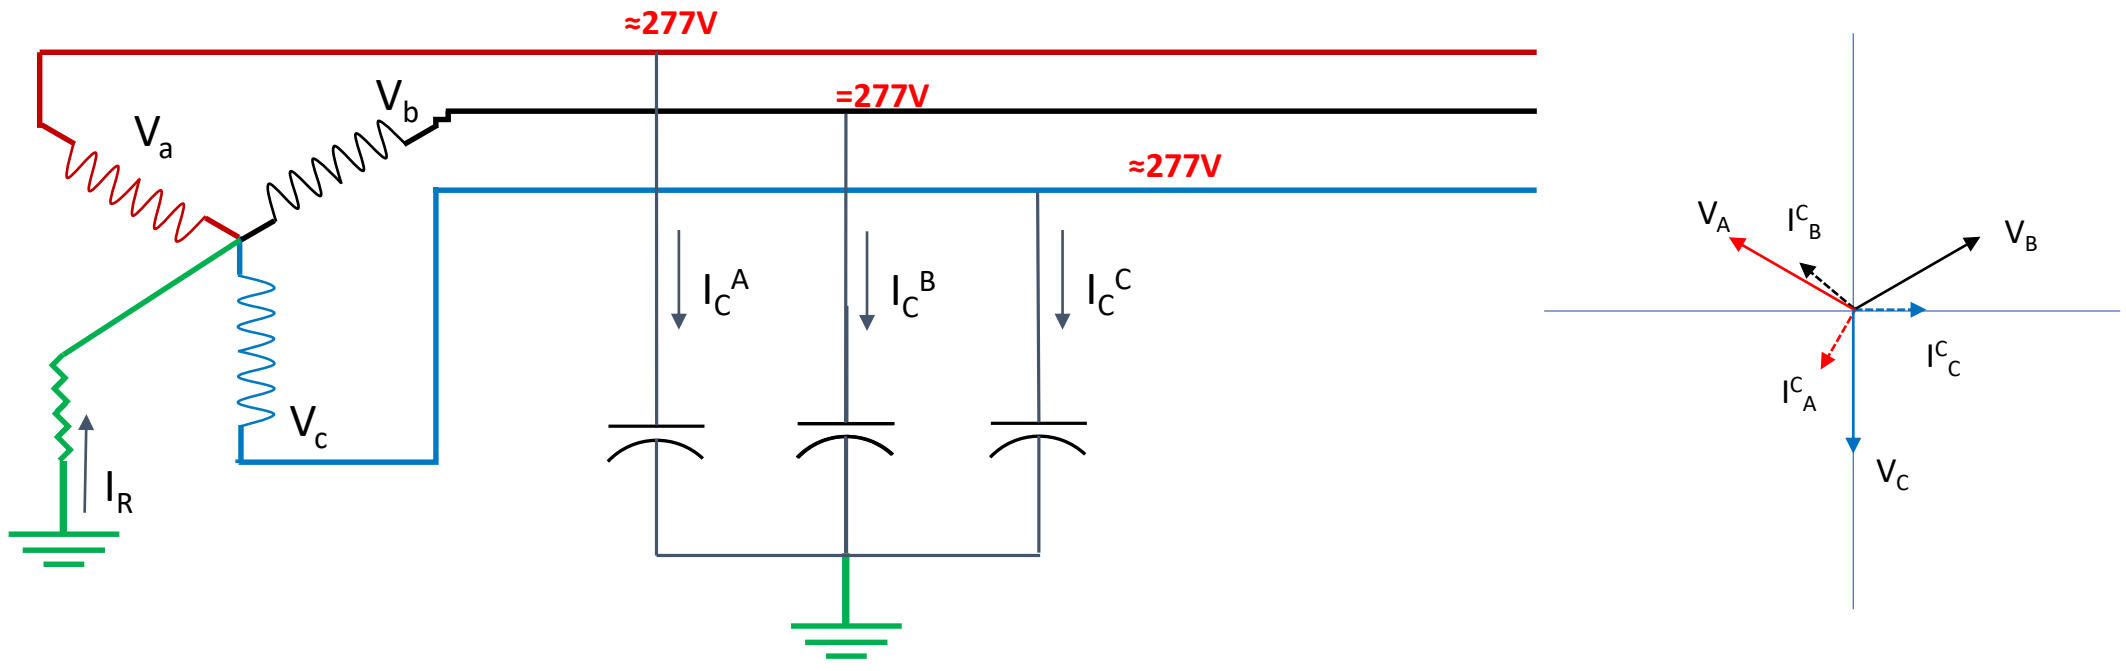 ≈277V
=277V
≈277V
Va
Vb
Vc
IR
ICA
ICB
ICC
VA
ICB
VB
ICA
ICC
VC